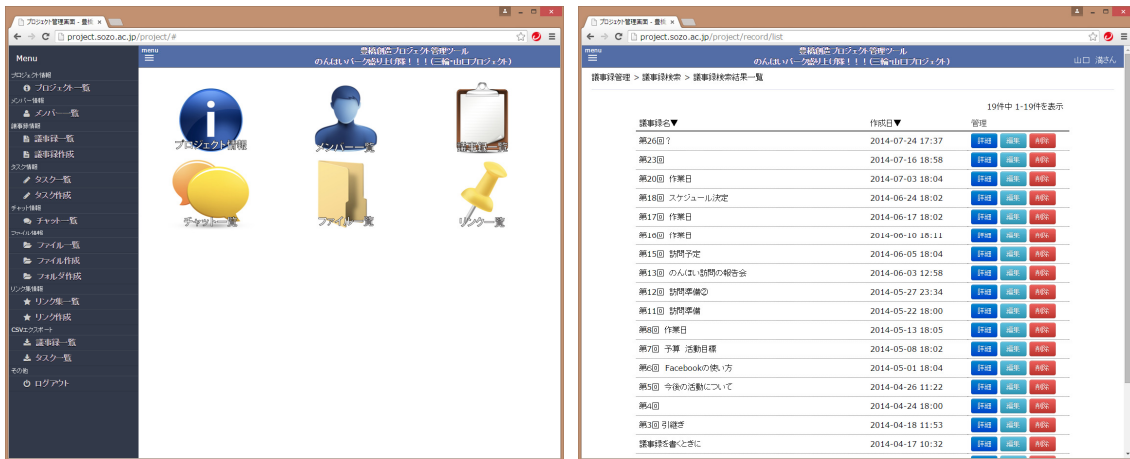 プロジェクト管理画面 - 豊橋
project.sozo.ac.jp/project/#
Menu
プロジェクト情報
プロジェクト一覧
メンバー情報
メンバー一覧
議事録情報
議事録一覧
議事録作成
タスク情報
タスク一覧
タスク作成
チャット情報
チャット一覧
ファイル情報
ファイル一覧
ファイル作成
フォルダ作成
リンク集情報
リンク集一覧
リンク作成
CSVエクスポート
議事録一覧
タスク一覧
その他
ログアウト
menu
豊橋創造プロジェクト管理ツール
のんほいパーク盛り上げ隊！！！(三輪・山口プロジェクト)
プロジェクト情報
メンバー一覧
議事録一覧
チャット一覧
ファイル一覧
リンク一覧
プロジェクト管理画面 - 豊橋
project.sozo.ac.jp/project/record/list
menu
豊橋創造プロジェクト管理ツール
のんほいパーク盛り上げ隊！！！(三輪・山口プロジェクト)
山口 満さん
議事録管理 > 議事録検索 > 議事録検索結果一覧
19件中 1-19件を表示
議事録名▼ 作成日▼ 管理
第26回？ 2014-07-24 17:37 詳細 編集 削除
第23回 2014-07-16 18:58 詳細 編集 削除
第20回 作業日 2014-07-03 18:04 詳細 編集 削除
第18回 スケジュール決定 2014-06-24 18:02 詳細 編集 削除
第17回 作業日 2014-06-17 18:02 詳細 編集 削除
第16回 作業日 2014-06-10 18:11 詳細 編集 削除
第15回 訪問予定 2014-06-05 18:04 詳細 編集 削除
第13回 のんほい訪問の報告会 2014-06-03 12:58 詳細 編集 削除
第12回 訪問準備② 2014-05-27 23:34 詳細 編集 削除
第11回 訪問準備 2014-05-22 18:00 詳細 編集 削除
第8回 作業日 2014-05-13 18:05 詳細 編集 削除
第7回 予算 活動目標 2014-05-08 18:02 詳細 編集 削除
第6回 Facebookの使い方 2014-05-01 18:04 詳細 編集 削除
第5回 今後の活動について 2014-04-26 11:22 詳細 編集 削除
第4回 2014-04-24 18:00 詳細 編集 削除
第3回 引継ぎ 2014-04-18 11:53 詳細 編集 削除
議事録を書くときに 2014-04-17 10:32 詳細 編集 削除